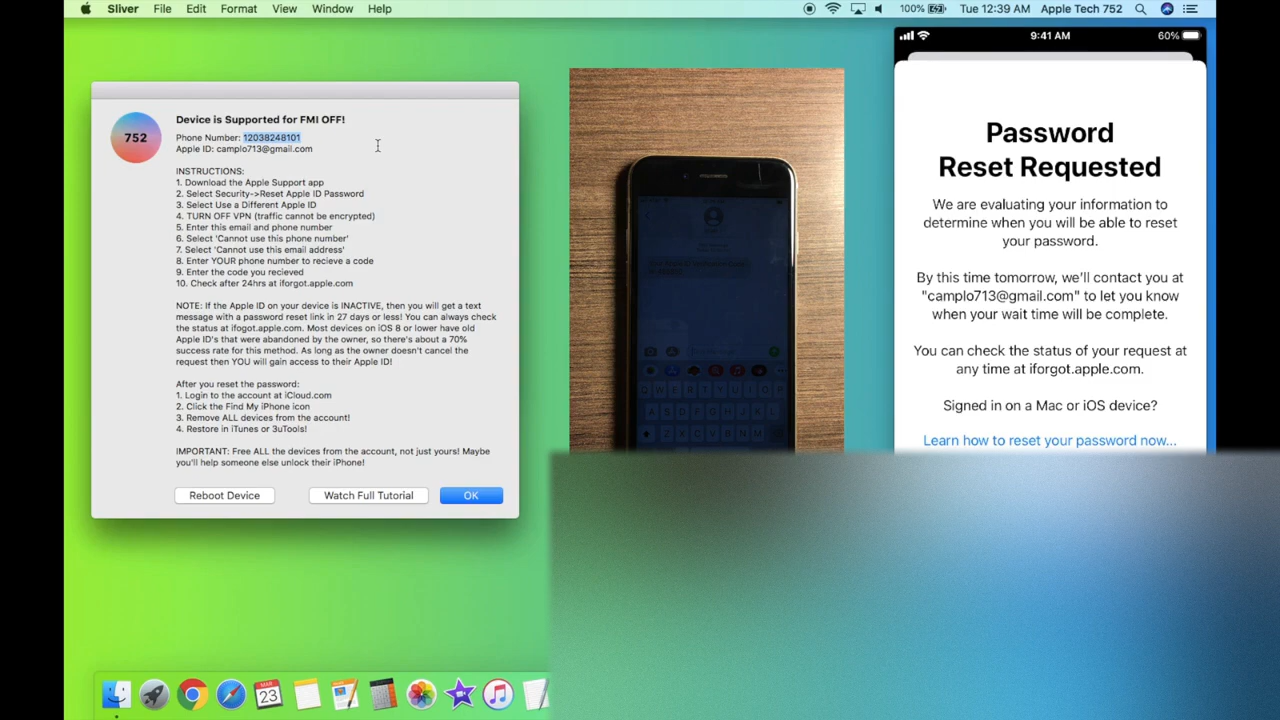 Sliver File Edit Format View Window Help
100% Tue 12:39 AM Apple Tech 752
752
Device is Supported for FMI OFF!
Phone Number: 12038248101
Apple ID: camplo713@gmail.com
INSTRUCTIONS:
1. Download the Apple Support app
2. Select Security->Reset Apple ID Password
3. Select Use a Different Apple ID
4. TURN OFF VPN (traffic cannot be encrypted)
5. Enter this email and phone number
6. Select 'Cannot use this phone number'
7. Select 'Cannot use this email address'
8. Enter YOUR phone number to recieve a code
9. Enter the code you recieved
10. Check after 24hrs at iforgot.apple.com
NOTE: If the Apple ID on your device is INACTIVE, then you will get a text
message with a password reset link in 27 days or less! You can always check
the status at ifogot.apple.com. Most devices on iOS 8 or lower have old
Apple ID's that were abandoned by the owner, so there's about a 70%
success rate for this method. As long as the owner doesn't cancel the
request then YOU will gain access to their Apple ID!
After you reset the password:
1. Login to the account at iCloud.com
2. Click the Find My iPhone icon
3. Remove ALL devices from the account!
4. Restore in iTunes or 3uTools!
IMPORTANT: Free ALL the devices from the account, not just yours! Maybe
you'll help someone else unlock their iPhone!
Reboot Device Watch Full Tutorial OK
9:41 AM 60%
Password
Reset Requested
We are evaluating your information to
determine when you will be able to reset
your password.
By this time tomorrow, we'll contact you at
"camplo713@gmail.com" to let you know
when your wait time will be complete.
You can check the status of your request at
any time at iforgot.apple.com.
Signed in on a Mac or iOS device?
Learn how to reset your password now...
MAR
23